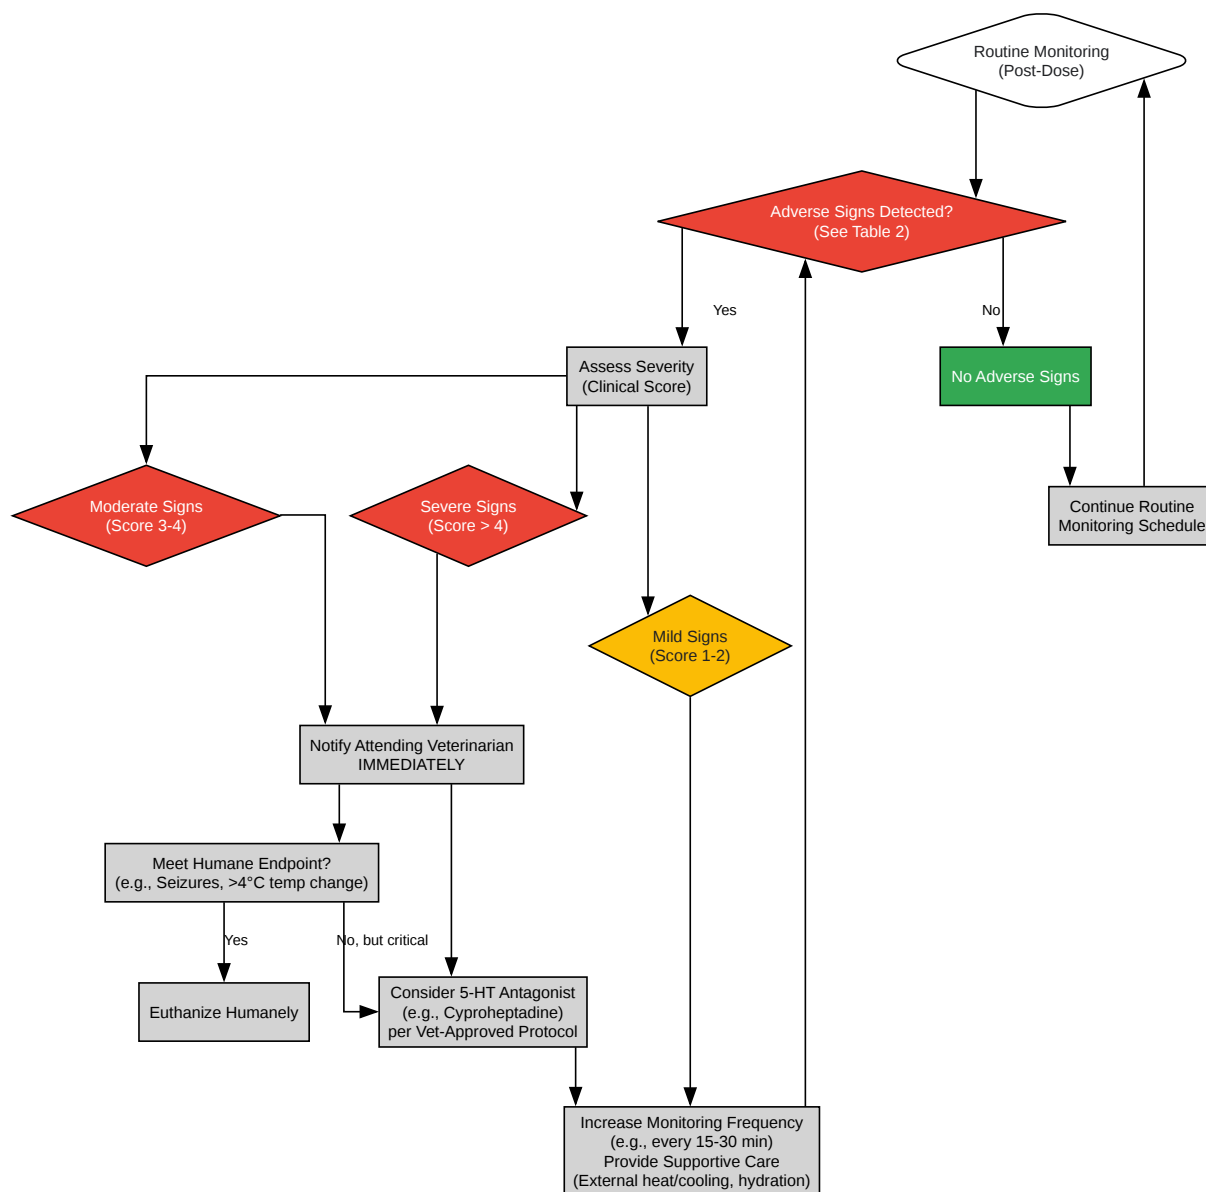 Routine Monitoring
(Post-Dose)
Adverse Signs Detected?
(See Table 2)
Yes
No
Assess Severity
(Clinical Score)
No Adverse Signs
Moderate Signs
(Score 3-4)
Severe Signs
(Score > 4)
Continue Routine
Monitoring Schedule
Mild Signs
(Score 1-2)
Notify Attending Veterinarian
IMMEDIATELY
Meet Humane Endpoint?
(e.g., Seizures, >4°C temp change)
Yes
No, but critical
Euthanize Humanely
Consider 5-HT Antagonist
(e.g., Cyproheptadine)
per Vet-Approved Protocol
Increase Monitoring Frequency
(e.g., every 15-30 min)
Provide Supportive Care
(External heat/cooling, hydration)